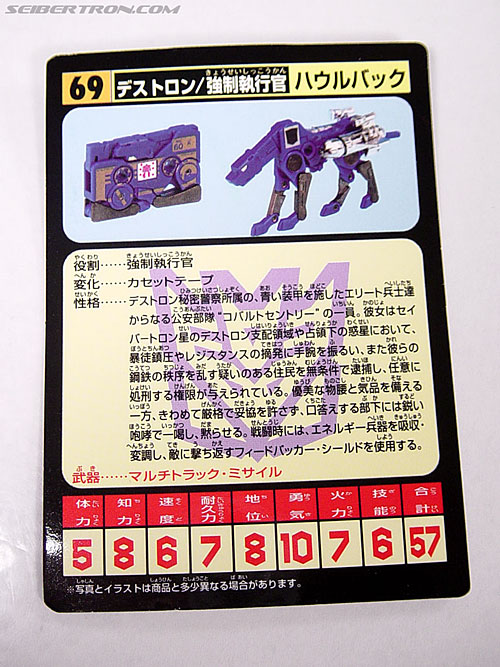 SEIBERTRON.COM
69 デストロン/強制執行官 ハウルバック
役割……強制執行官
変化……カセットテープ
性格……デストロン秘密警察所属の、青い装甲を施したエリート兵士達
からなる公安部隊“コバルトセントリー”の一員。彼女はセイ
バートロン星のデストロン支配領域や占領下の惑星において、
暴徒鎮圧やレジスタンスの摘発に手腕を振るい、また彼らの
鋼鉄の秩序を乱す疑いのある住民を無条件で逮捕し、任意に
処刑する権限が与えられている。優美な物腰と気品を備える
一方、きわめて厳格で妥協を許さず、口答えする部下には鋭い
咆哮で一喝し、黙らせる。戦闘時には、エネルギー兵器を吸収・
変調し、敵に撃ち返すフィードバッカー・シールドを使用する。
武器……マルチトラック・ミサイル
体力 知力 速度 耐久力 地位 勇気 火力 技能 合計
5 8 6 7 8 10 7 6 57
※写真とイラストは商品と多少異なる場合があります。